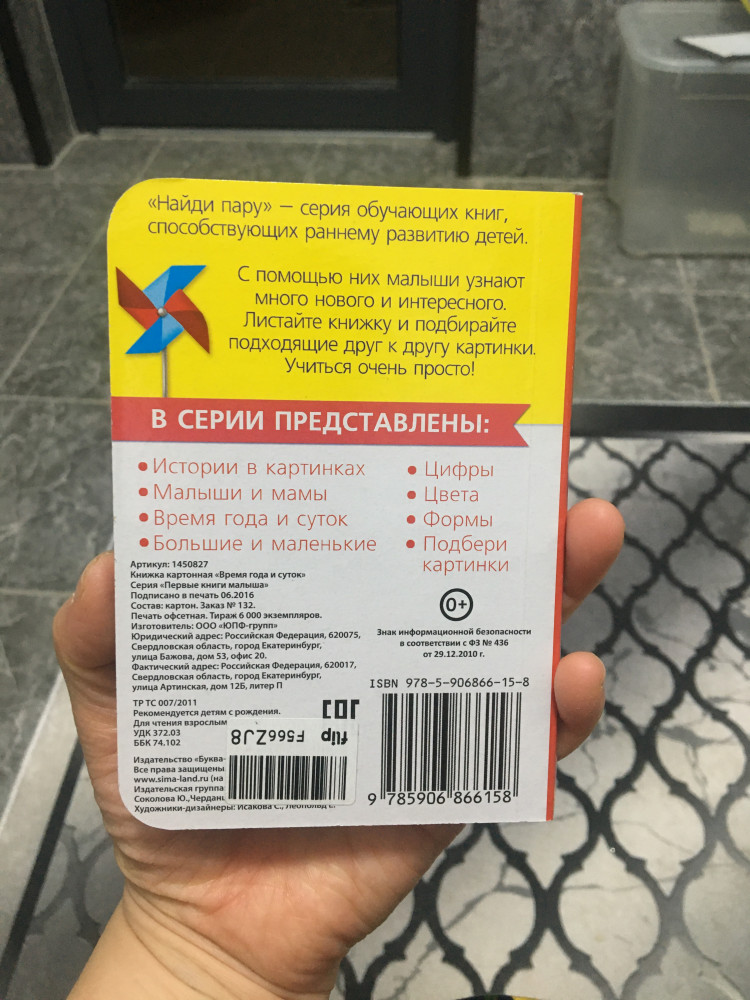 «Найди пару» – серия обучающих книг,
способствующих раннему развитию детей.
С помощью них малыши узнают
много нового и интересного.
Листайте книжку и подбирайте
подходящие друг к другу картинки.
Учиться очень просто!
В СЕРИИ ПРЕДСТАВЛЕНЫ:
• Истории в картинках
• Малыши и мамы
• Время года и суток
• Большие и маленькие
• Цифры
• Цвета
• Формы
• Подбери
картинки
Артикул: 1450827
Книжка картонная «Время года и суток»
Серия «Первые книги малыша»
Подписано в печать 06.2016
Состав: картон. Заказ № 132.
Печать офсетная. Тираж 6 000 экземпляров.
Изготовитель: ООО «ЮПФ-групп»
Юридический адрес: Российская Федерация, 620075,
Свердловская область, город Екатеринбург,
улица Бажова, дом 53, офис 20.
Фактический адрес: Российская Федерация, 620017,
Свердловская область, город Екатеринбург,
улица Артинская, дом 12Б, литер П
ТР ТС 007/2011
Рекомендуется детям с рождения.
Для чтения взрослым
УДК 372.03
ББК 74.102
Издательство «Буква-
Все права защищены
www.sima-land.ru (на
Издательская группа
Соколова Ю.,
Художники-дизайнеры: Исакова С.,
0+
Знак информационной безопасности
в соответствии с ФЗ № 436
от 29.12.2010 г.
ISBN 978-5-906866-15-8
9 785906 866158
flip F566ZJ8